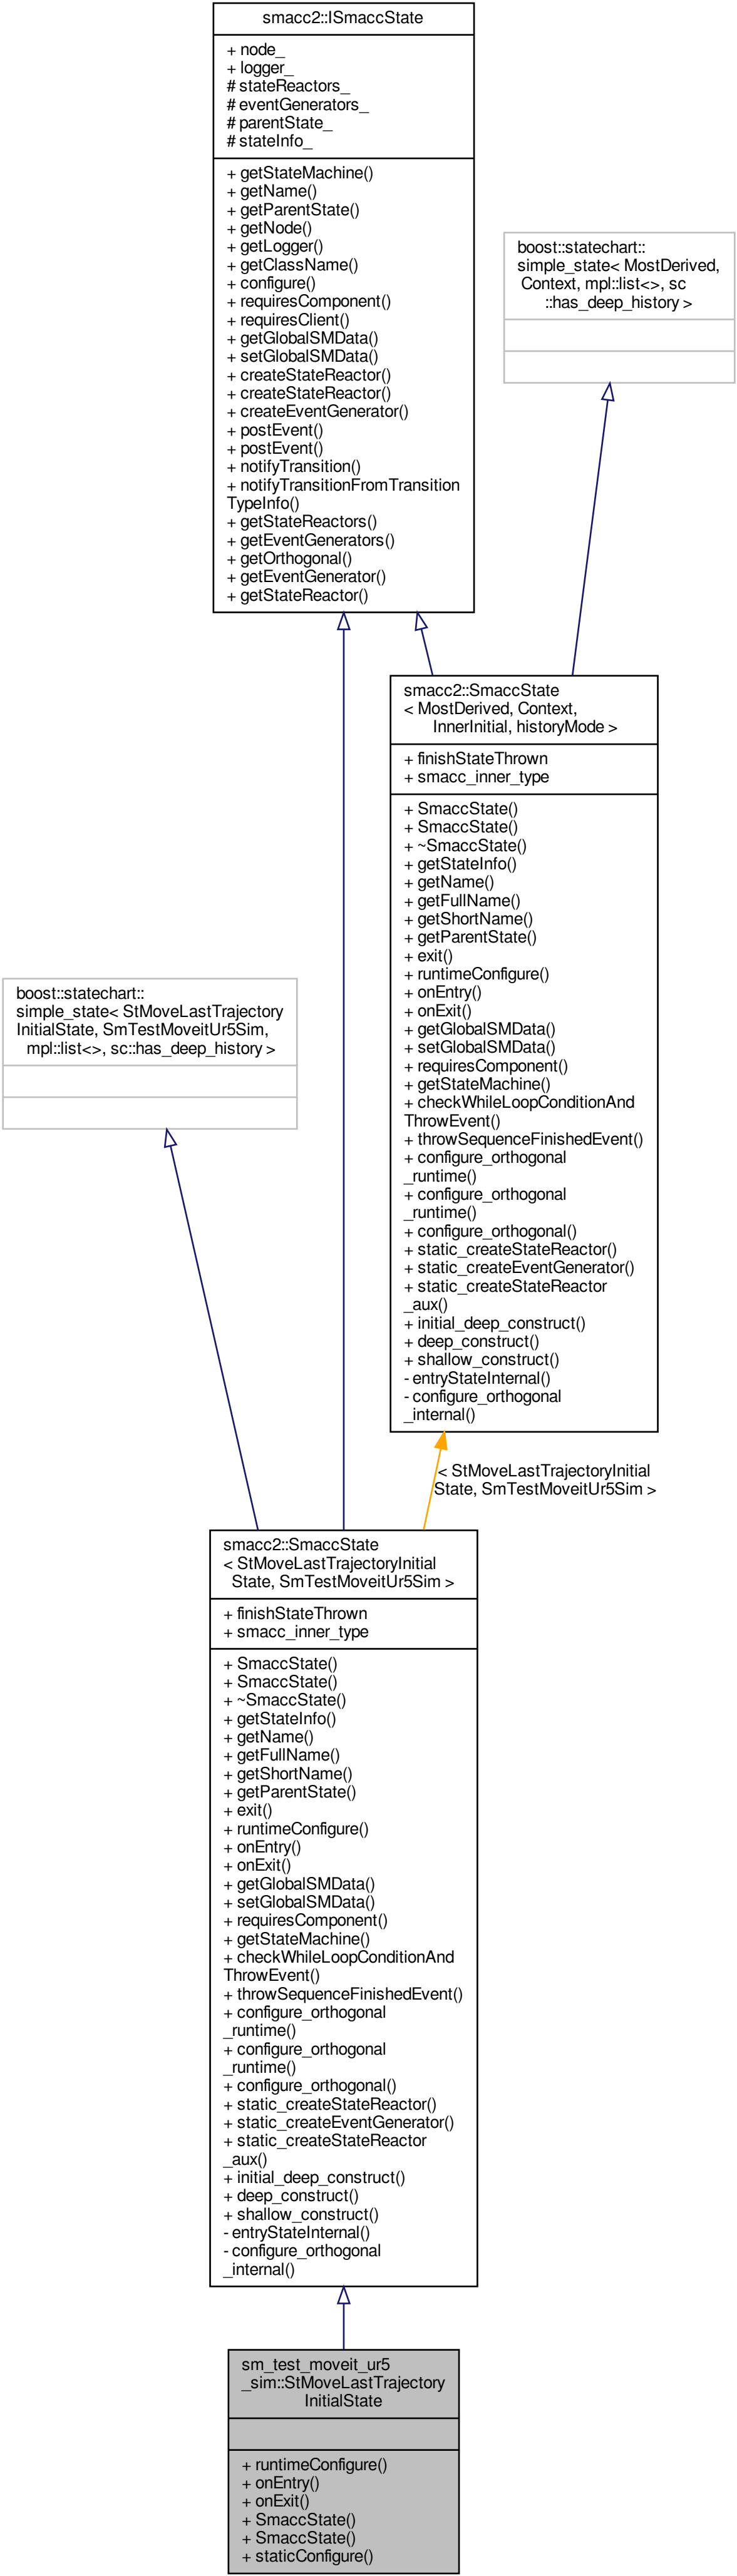 smacc2::ISmaccState
+ node_
+ logger_
# stateReactors_
# eventGenerators_
# parentState_
# stateInfo_
+ getStateMachine()
+ getName()
+ getParentState()
+ getNode()
+ getLogger()
+ getClassName()
+ configure()
+ requiresComponent()
+ requiresClient()
+ getGlobalSMData()
+ setGlobalSMData()
+ createStateReactor()
+ createStateReactor()
+ createEventGenerator()
+ postEvent()
+ postEvent()
+ notifyTransition()
+ notifyTransitionFromTransition
TypeInfo()
+ getStateReactors()
+ getEventGenerators()
+ getOrthogonal()
+ getEventGenerator()
+ getStateReactor()
boost::statechart::
simple_state< MostDerived,
Context, mpl::list<>, sc
::has_deep_history >
smacc2::SmaccState
< MostDerived, Context,
InnerInitial, historyMode >
+ finishStateThrown
+ smacc_inner_type
+ SmaccState()
+ SmaccState()
+ ~SmaccState()
+ getStateInfo()
+ getName()
+ getFullName()
+ getShortName()
+ getParentState()
+ exit()
+ runtimeConfigure()
+ onEntry()
+ onExit()
+ getGlobalSMData()
+ setGlobalSMData()
+ requiresComponent()
+ getStateMachine()
+ checkWhileLoopConditionAnd
ThrowEvent()
+ throwSequenceFinishedEvent()
+ configure_orthogonal
_runtime()
+ configure_orthogonal
_runtime()
+ configure_orthogonal()
+ static_createStateReactor()
+ static_createEventGenerator()
+ static_createStateReactor
_aux()
+ initial_deep_construct()
+ deep_construct()
+ shallow_construct()
- entryStateInternal()
- configure_orthogonal
_internal()
boost::statechart::
simple_state< StMoveLastTrajectory
InitialState, SmTestMoveitUr5Sim,
mpl::list<>, sc::has_deep_history >
< StMoveLastTrajectoryInitial
State, SmTestMoveitUr5Sim >
smacc2::SmaccState
< StMoveLastTrajectoryInitial
State, SmTestMoveitUr5Sim >
+ finishStateThrown
+ smacc_inner_type
+ SmaccState()
+ SmaccState()
+ ~SmaccState()
+ getStateInfo()
+ getName()
+ getFullName()
+ getShortName()
+ getParentState()
+ exit()
+ runtimeConfigure()
+ onEntry()
+ onExit()
+ getGlobalSMData()
+ setGlobalSMData()
+ requiresComponent()
+ getStateMachine()
+ checkWhileLoopConditionAnd
ThrowEvent()
+ throwSequenceFinishedEvent()
+ configure_orthogonal
_runtime()
+ configure_orthogonal
_runtime()
+ configure_orthogonal()
+ static_createStateReactor()
+ static_createEventGenerator()
+ static_createStateReactor
_aux()
+ initial_deep_construct()
+ deep_construct()
+ shallow_construct()
- entryStateInternal()
- configure_orthogonal
_internal()
sm_test_moveit_ur5
_sim::StMoveLastTrajectory
InitialState
+ runtimeConfigure()
+ onEntry()
+ onExit()
+ SmaccState()
+ SmaccState()
+ staticConfigure()